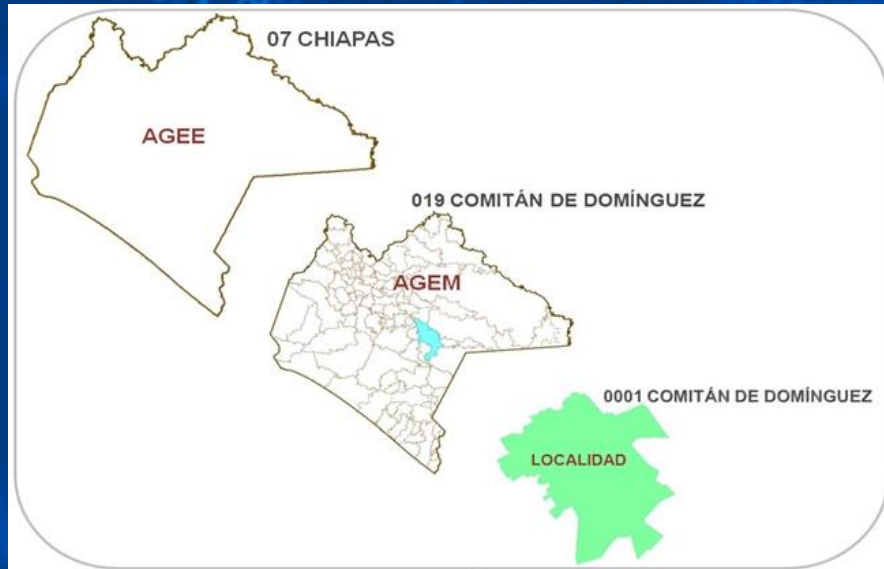 07 CHIAPAS
AGEE
019 COMITÁN DE DOMÍNGUEZ
AGEM
0001 COMITÁN DE DOMÍNGUEZ
LOCALIDAD